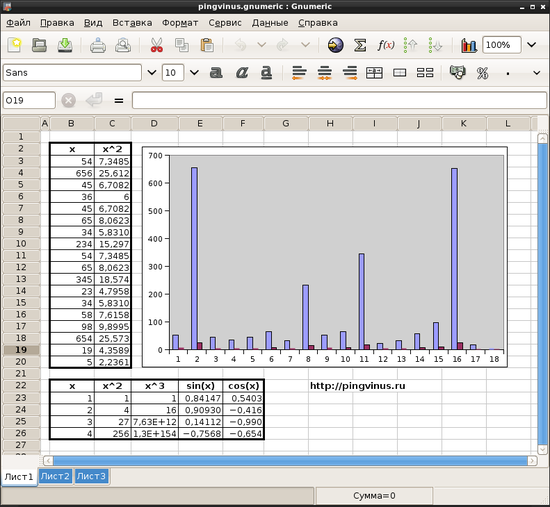 pingvinus.gnumeric : Gnumeric
Файл Правка Вид Вставка Формат Сервис Данные Справка
Σ f(x) 100%
Sans 10 a a a % .
O19 =
A B C D E F G H I J K L
1
2 x x^2
3 54 7,3485
4 656 25,612
5 45 6,7082
6 36 6
7 45 6,7082
8 65 8,0623
9 34 5,8310
10 234 15,297
11 54 7,3485
12 65 8,0623
13 345 18,574
14 23 4,7958
15 34 5,8310
16 58 7,6158
17 98 9,8995
18 654 25,573
19 19 4,3589
20 5 2,2361
700
600
500
400
300
200
100
0
1 2 3 4 5 6 7 8 9 10 11 12 13 14 15 16 17 18
21
22 x x^2 x^3 sin(x) cos(x) http://pingvinus.ru
23 1 1 1 0,84147 0,5403
24 2 4 16 0,90930 −0,416
25 3 27 7,63E+12 0,14112 −0,990
26 4 256 1,3E+154 −0,7568 −0,654
27
Лист1 Лист2 Лист3
Сумма=0